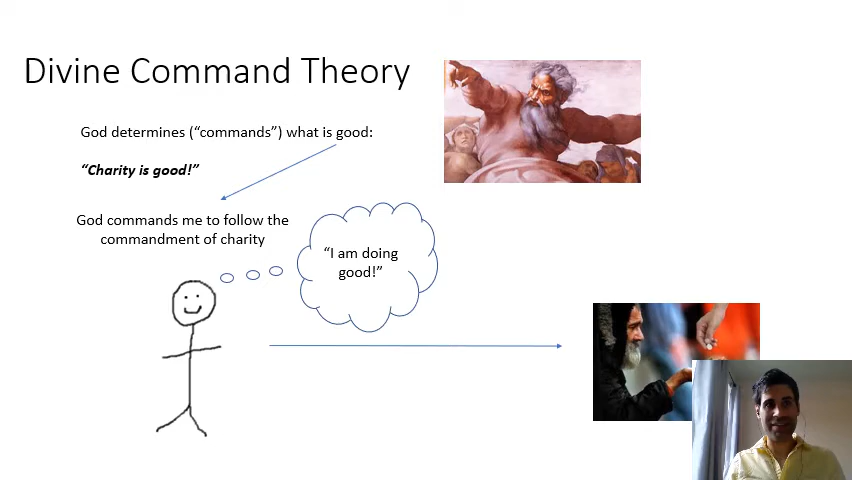 Divine Command Theory
God determines (“commands”) what is good:
“Charity is good!”
God commands me to follow the
commandment of charity
“I am doing
good!”